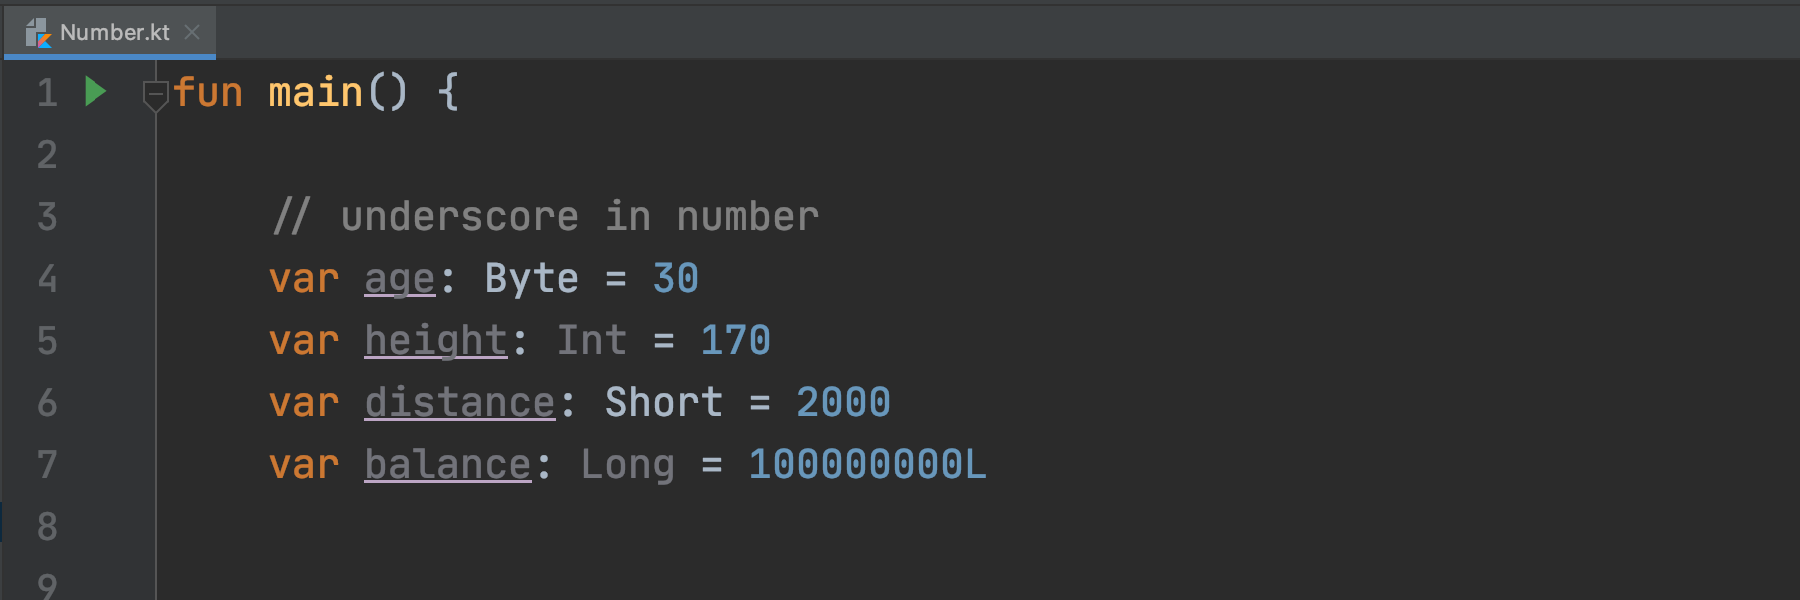 Number.kt
1 fun main() {
2
3 // underscore in number
4 var age: Byte = 30
5 var height: Int = 170
6 var distance: Short = 2000
7 var balance: Long = 100000000L
8
9